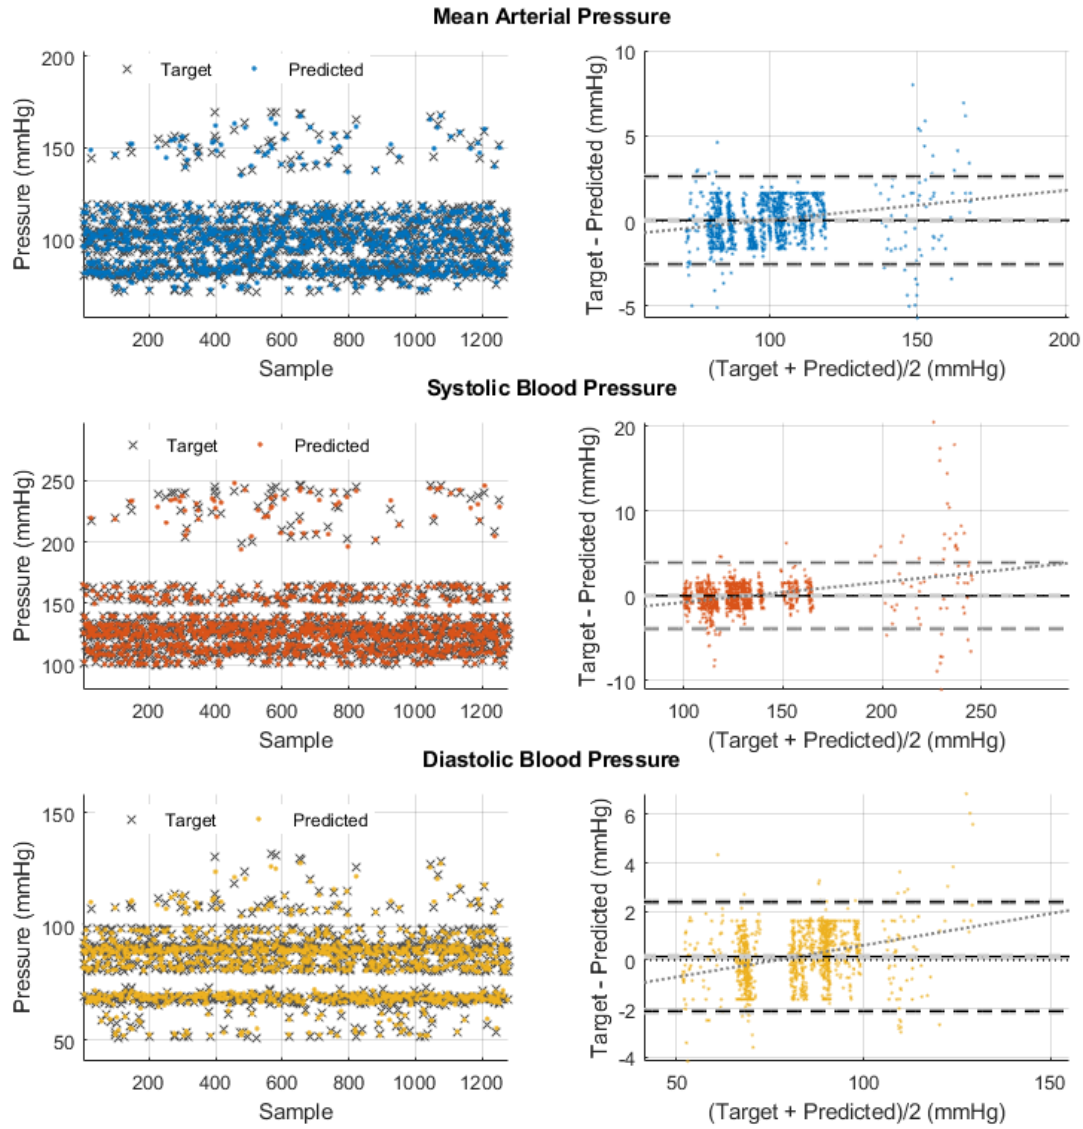 Mean Arterial Pressure
Target Predicted
Pressure (mmHg)
200
150
100
200 400 600 800 1000 1200
Sample
Target - Predicted (mmHg)
10
5
0
-5
100 150 200
(Target + Predicted)/2 (mmHg)
Systolic Blood Pressure
Target Predicted
Pressure (mmHg)
250
200
150
100
200 400 600 800 1000 1200
Sample
Target - Predicted (mmHg)
20
10
0
-10
100 150 200 250
(Target + Predicted)/2 (mmHg)
Diastolic Blood Pressure
Target Predicted
Pressure (mmHg)
150
100
50
200 400 600 800 1000 1200
Sample
Target - Predicted (mmHg)
6
4
2
0
-2
-4
50 100 150
(Target + Predicted)/2 (mmHg)